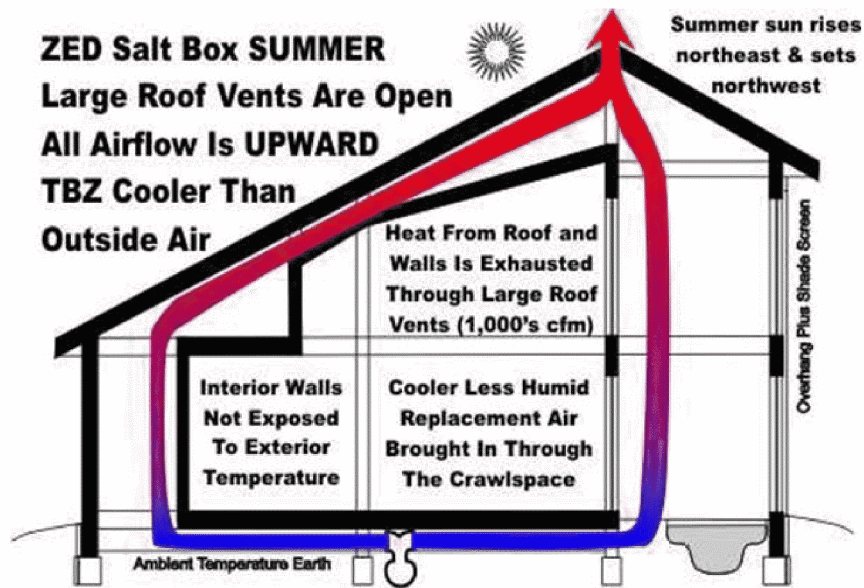 ZED Salt Box SUMMER
Large Roof Vents Are Open
All Airflow Is UPWARD
TBZ Cooler Than
Outside Air
Summer sun rises
northeast & sets
northwest
Heat From Roof and
Walls Is Exhausted
Through Large Roof
Vents (1,000's cfm)
Overhang Plus Shade Screen
Interior Walls
Not Exposed
To Exterior
Temperature
Cooler Less Humid
Replacement Air
Brought In Through
The Crawlspace
Ambient Temperature Earth